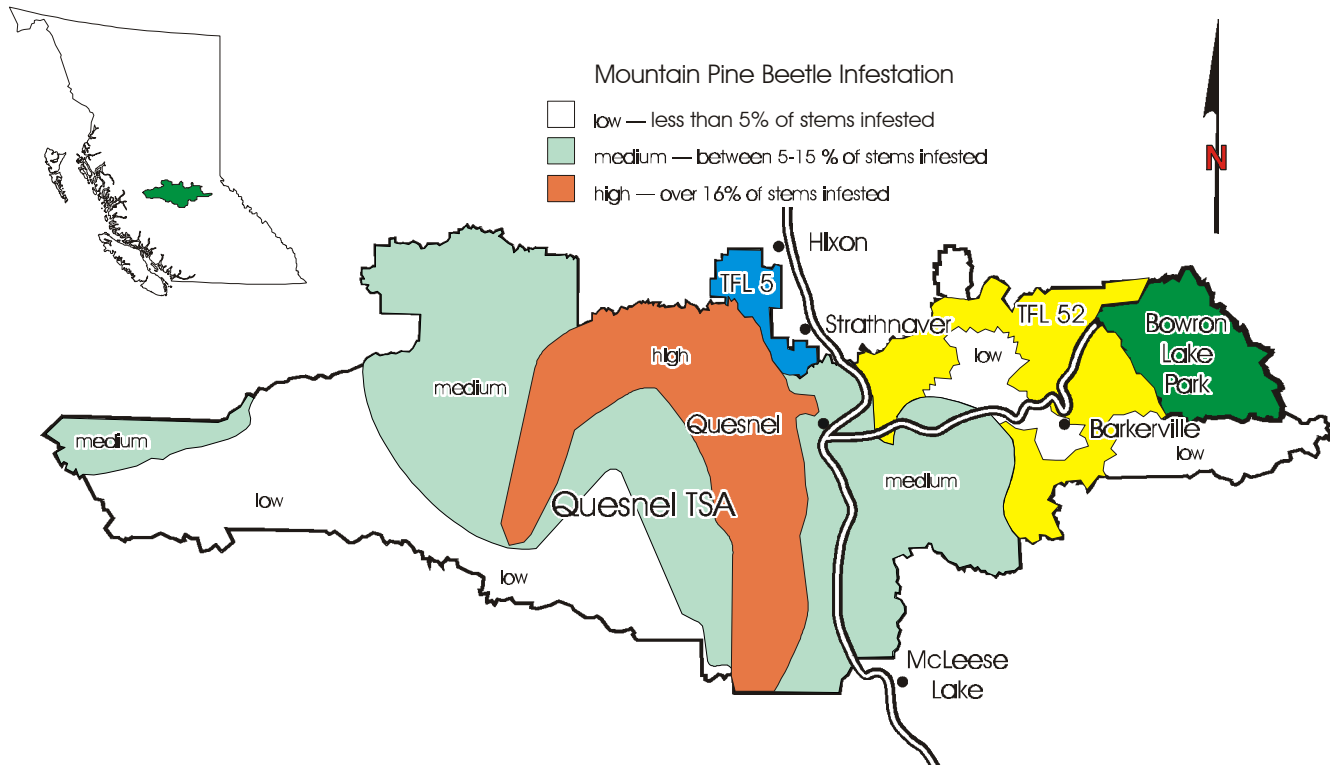 Mountain Pine Beetle Infestation
low — less than 5% of stems infested
medium — between 5-15 % of stems infested
high — over 16% of stems infested
N
Hixon
TFL 5
TFL 52
Strathnaver
Bowron
Lake
Park
high
low
medium
Quesnel
Barkerville
medium
low
medium
low
Quesnel TSA
low
McLeese
Lake